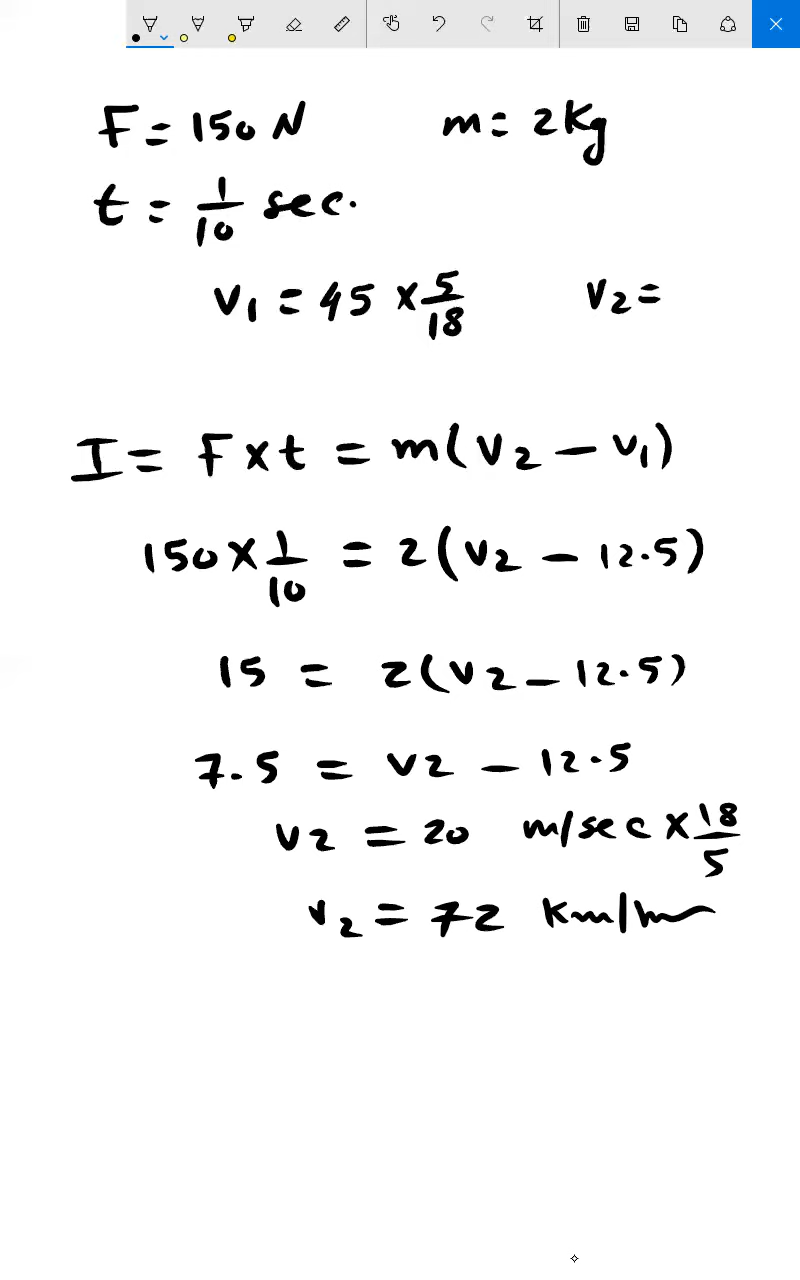 F = 150 N m = 2 Kg
t = 1/10 sec.
v1 = 45 × 5/18 v2 =
I = F × t = m(v2 − v1)
150 × 1/10 = 2(v2 − 12.5)
15 = 2(v2 − 12.5)
7.5 = v2 − 12.5
v2 = 20 m/sec × 18/5
v2 = 72 Km/hr